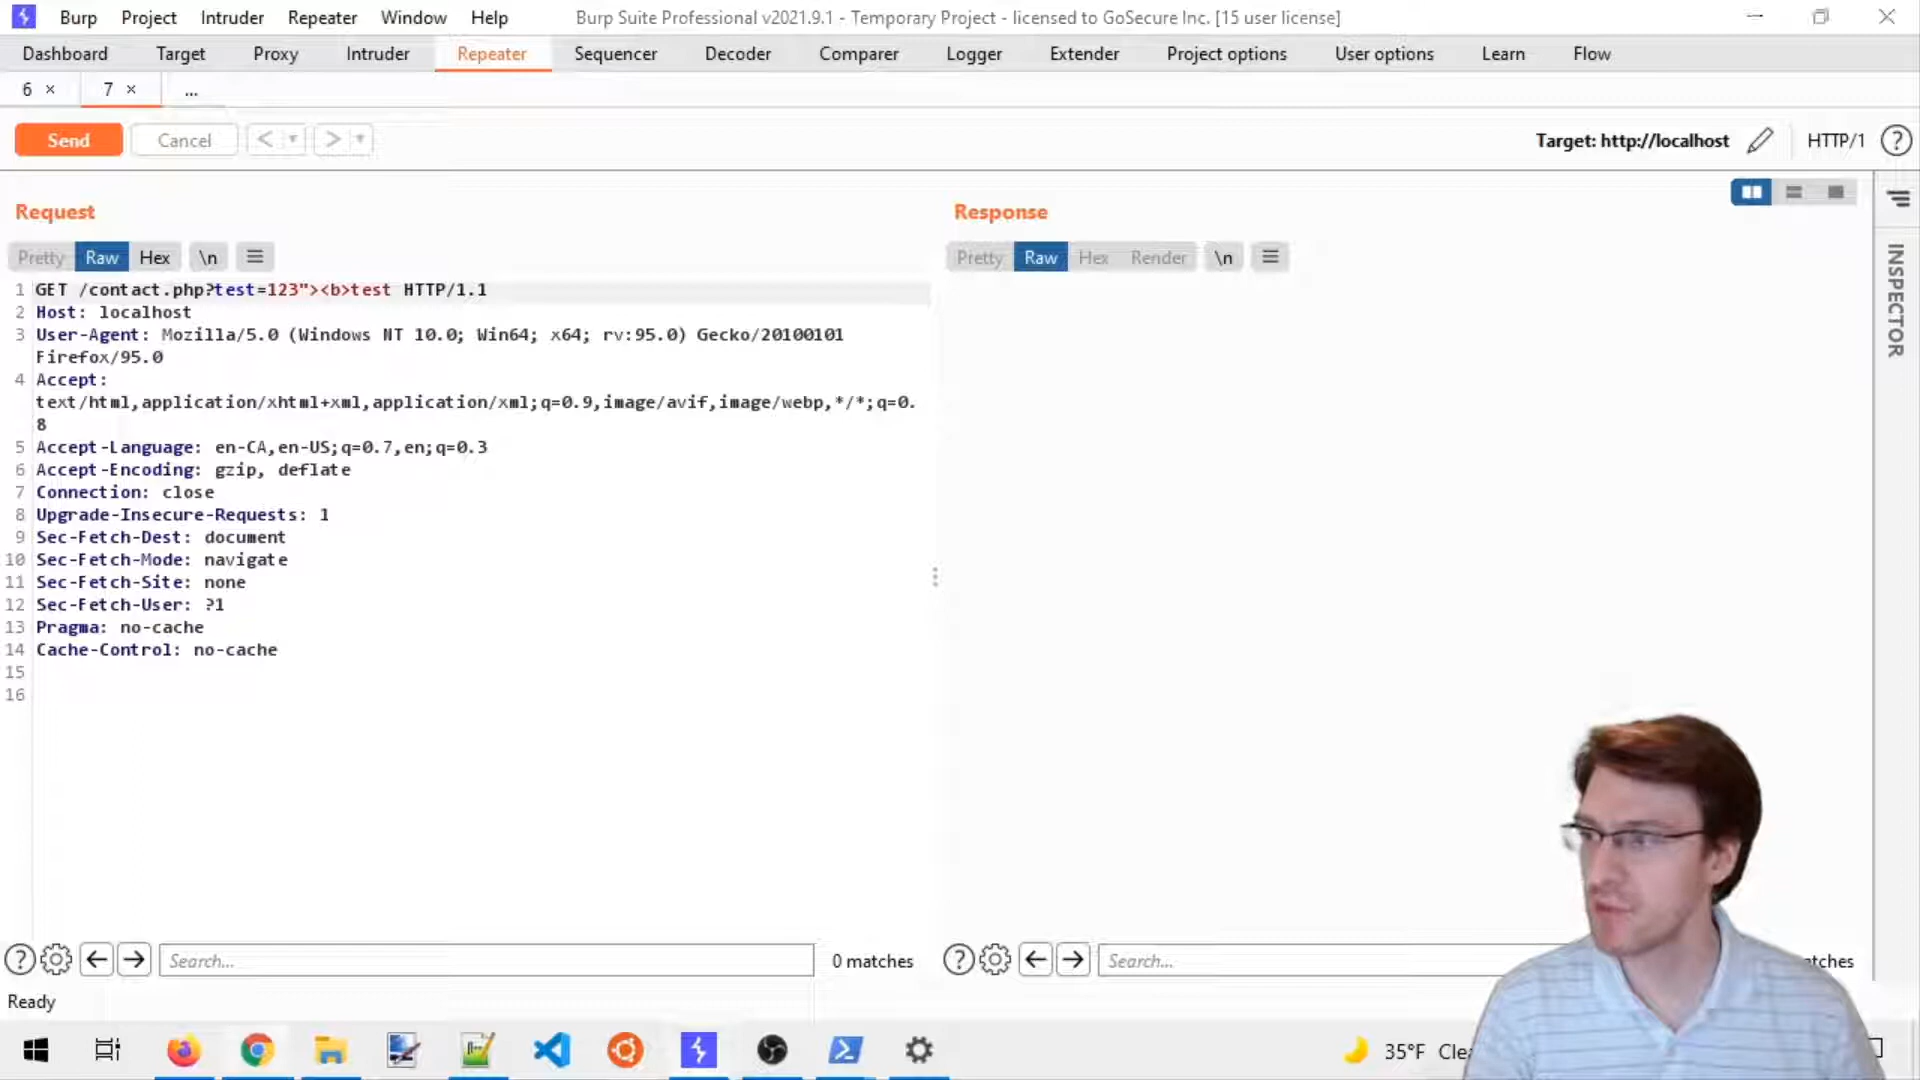 Burp Project Intruder Repeater Window Help Burp Suite Professional v2021.9.1 - Temporary Project - licensed to GoSecure Inc. [15 user license]
Dashboard Target Proxy Intruder Repeater Sequencer Decoder Comparer Logger Extender Project options User options Learn Flow
6 × 7 × ...
Send Cancel < > Target: http://localhost HTTP/1 ?
Request Response
Pretty Raw Hex \n Pretty Raw Hex Render \n
INSPECTOR
1 GET /contact.php?test=123"><b>test HTTP/1.1
2 Host: localhost
3 User-Agent: Mozilla/5.0 (Windows NT 10.0; Win64; x64; rv:95.0) Gecko/20100101
Firefox/95.0
4 Accept:
text/html,application/xhtml+xml,application/xml;q=0.9,image/avif,image/webp,*/*;q=0.
8
5 Accept-Language: en-CA,en-US;q=0.7,en;q=0.3
6 Accept-Encoding: gzip, deflate
7 Connection: close
8 Upgrade-Insecure-Requests: 1
9 Sec-Fetch-Dest: document
10 Sec-Fetch-Mode: navigate
11 Sec-Fetch-Site: none
12 Sec-Fetch-User: ?1
13 Pragma: no-cache
14 Cache-Control: no-cache
15
16
? Search... 0 matches ? Search... atches
Ready
35°F Clea